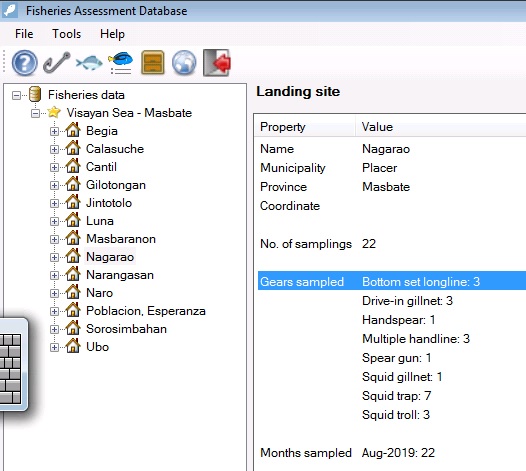 Fisheries Assessment Database
File Tools Help
Fisheries data
Visayan Sea - Masbate
Begia
Calasuche
Cantil
Gilotongan
Jintotolo
Luna
Masbaranon
Nagarao
Narangasan
Naro
Poblacion, Esperanza
Sorosimbahan
Ubo
Landing site
Property Value
Name Nagarao
Municipality Placer
Province Masbate
Coordinate
No. of samplings 22
Gears sampled Bottom set longline: 3
Drive-in gillnet: 3
Handspear: 1
Multiple handline: 3
Spear gun: 1
Squid gillnet: 1
Squid trap: 7
Squid troll: 3
Months sampled Aug-2019: 22